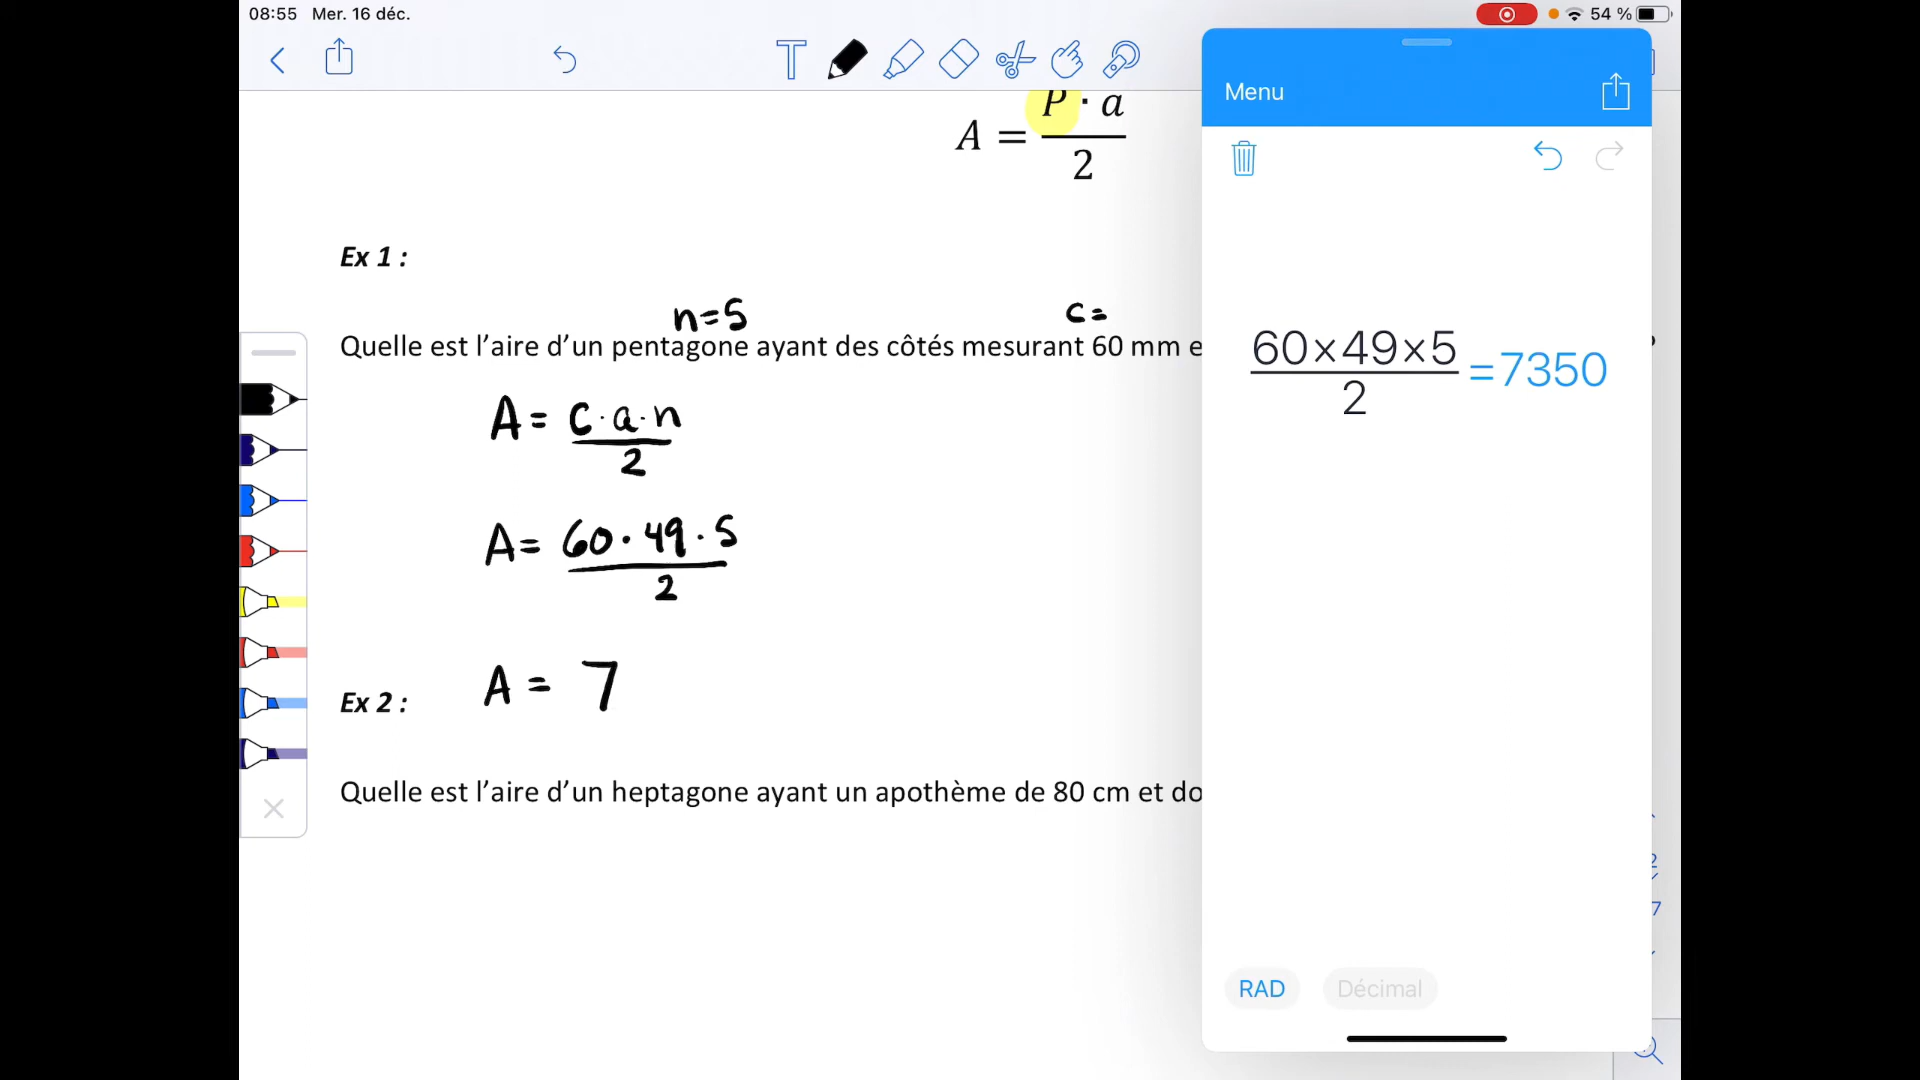 08:55 Mer. 16 déc.
54 %
T
Menu
A = P · a / 2
Ex 1 :
n=5
c=
Quelle est l’aire d’un pentagone ayant des côtés mesurant 60 mm e
60×49×5 / 2 =7350
A = c·a·n / 2
A = 60·49·5 / 2
A = 7
Ex 2 :
Quelle est l’aire d’un heptagone ayant un apothème de 80 cm et do
RAD
Décimal